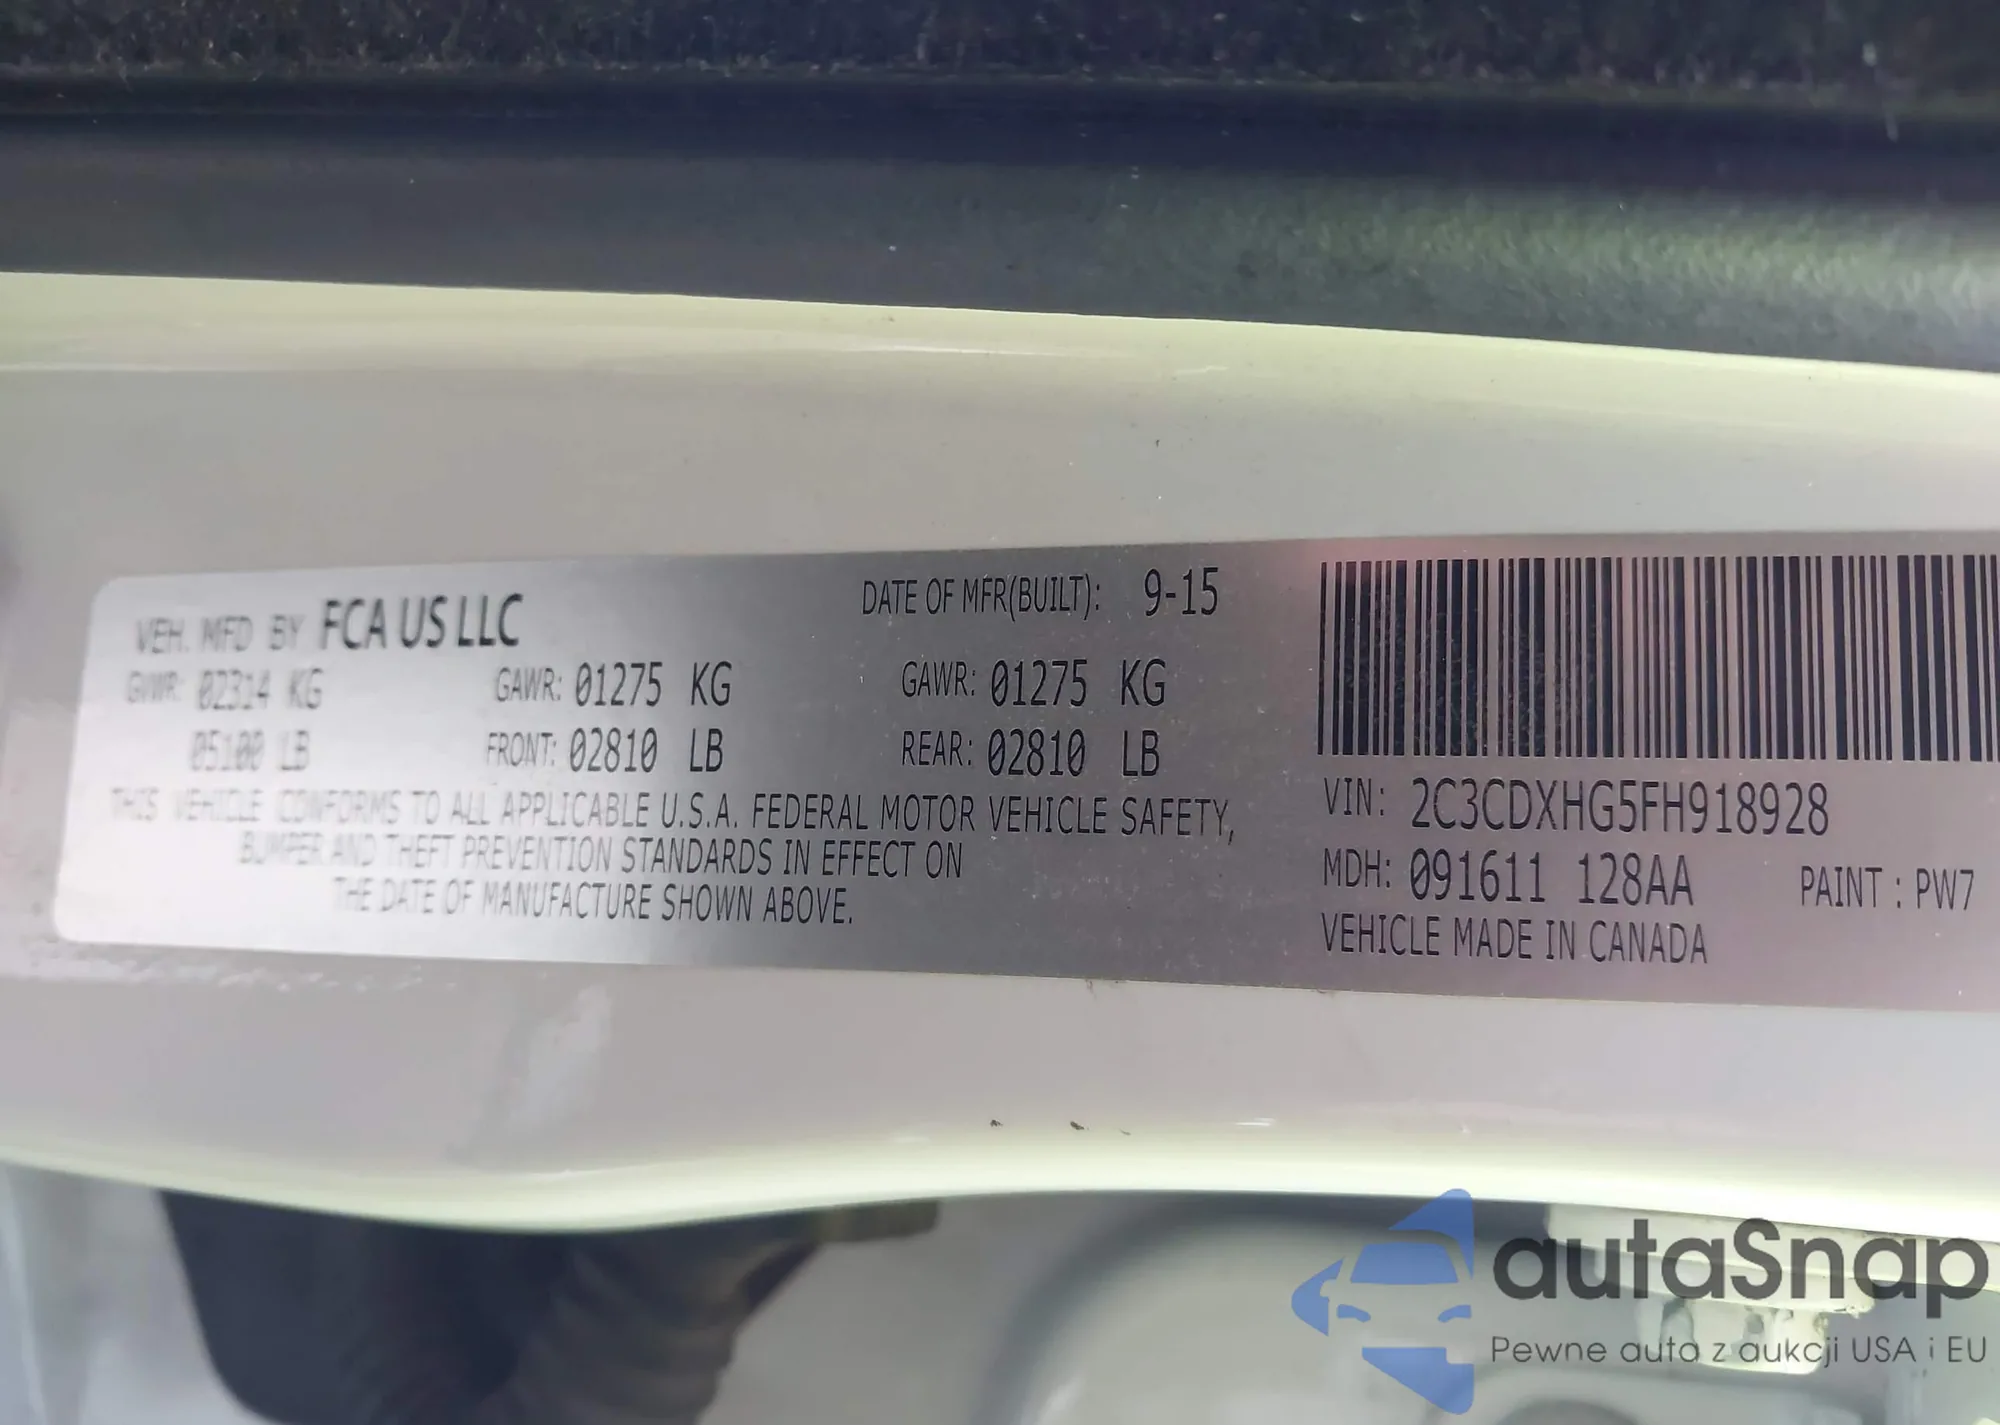 VEH. MFD BY FCA US LLC DATE OF MFR(BUILT): 9-15
GVWR: 02314 KG GAWR: 01275 KG GAWR: 01275 KG
05100 LB FRONT: 02810 LB REAR: 02810 LB
THIS VEHICLE CONFORMS TO ALL APPLICABLE U.S.A. FEDERAL MOTOR VEHICLE SAFETY,
BUMPER AND THEFT PREVENTION STANDARDS IN EFFECT ON
THE DATE OF MANUFACTURE SHOWN ABOVE.
VIN: 2C3CDXHG5FH918928
MDH: 091611 128AA PAINT : PW7
VEHICLE MADE IN CANADA
autaSnap
Pewne auta z aukcji USA i EU